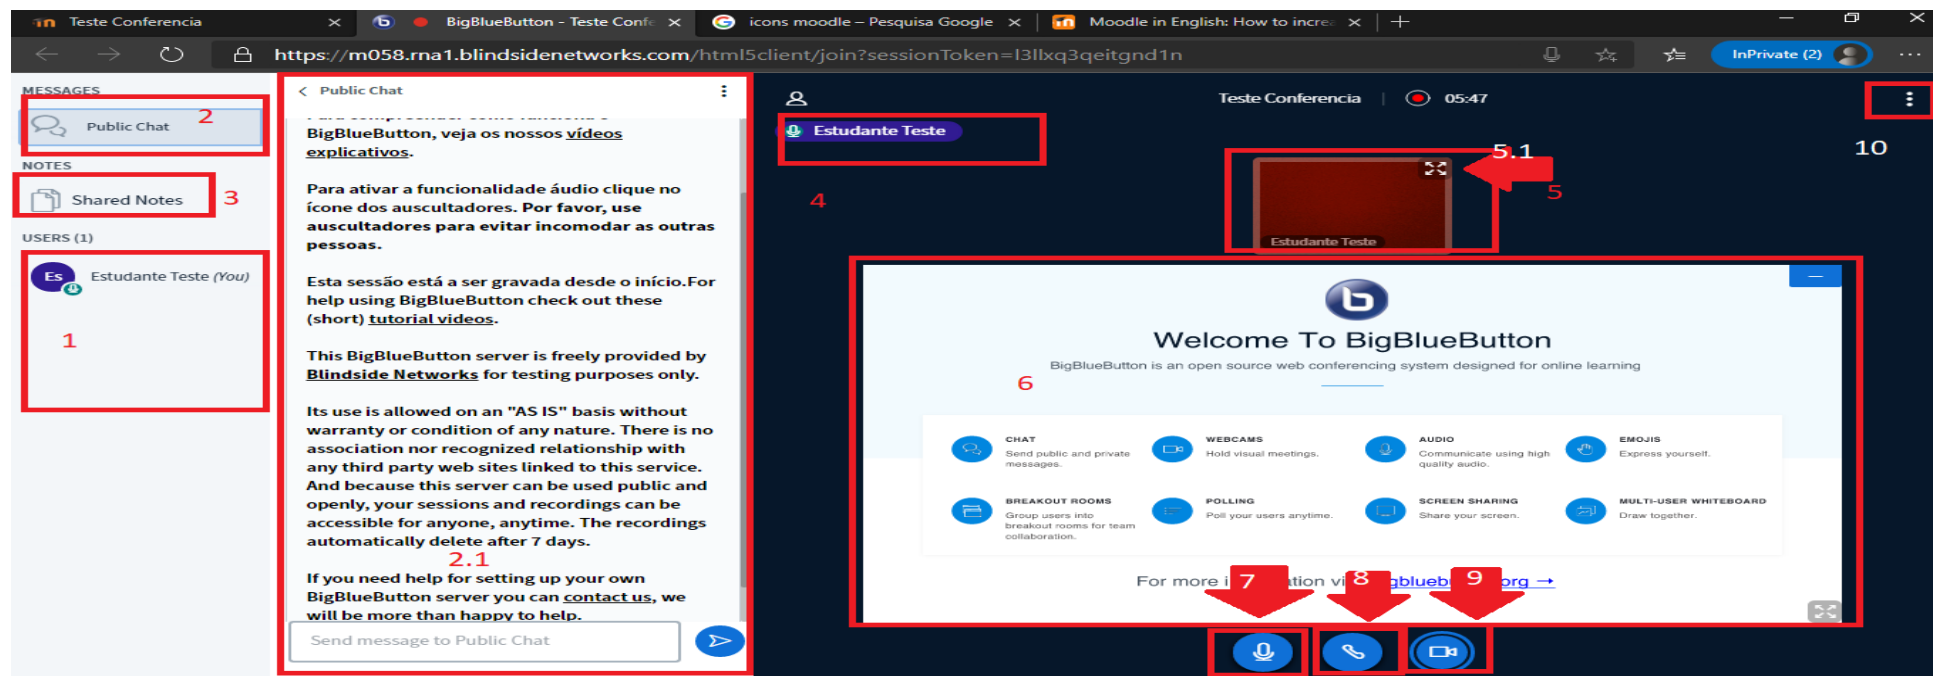 Teste Conferencia
BigBlueButton - Teste Confe
icons moodle – Pesquisa Google
Moodle in English: How to increa
https://m058.rna1.blindsidenetworks.com/html5client/join?sessionToken=l3llxq3qeitgnd1n
InPrivate (2)
MESSAGES
Public Chat
2
NOTES
Shared Notes
3
USERS (1)
Es
Estudante Teste (You)
1
Public Chat
BigBlueButton, veja os nossos vídeos
explicativos.
Para ativar a funcionalidade áudio clique no
ícone dos auscultadores. Por favor, use
auscultadores para evitar incomodar as outras
pessoas.
Esta sessão está a ser gravada desde o início.For
help using BigBlueButton check out these
(short) tutorial videos.
This BigBlueButton server is freely provided by
Blindside Networks for testing purposes only.
Its use is allowed on an "AS IS" basis without
warranty or condition of any nature. There is no
association nor recognized relationship with
any third party web sites linked to this service.
And because this server can be used public and
openly, your sessions and recordings can be
accessible for anyone, anytime. The recordings
automatically delete after 7 days.
2.1
If you need help for setting up your own
BigBlueButton server you can contact us, we
will be more than happy to help.
Send message to Public Chat
Teste Conferencia
05:47
10
Estudante Teste
4
5.1
5
Estudante Teste
Welcome To BigBlueButton
BigBlueButton is an open source web conferencing system designed for online learning
6
CHAT
Send public and private
messages.
WEBCAMS
Hold visual meetings.
AUDIO
Communicate using high
quality audio.
EMOJIS
Express yourself.
BREAKOUT ROOMS
Group users into
breakout rooms for team
collaboration.
POLLING
Poll your users anytime.
SCREEN SHARING
Share your screen.
MULTI-USER WHITEBOARD
Draw together.
For more
7
8
9